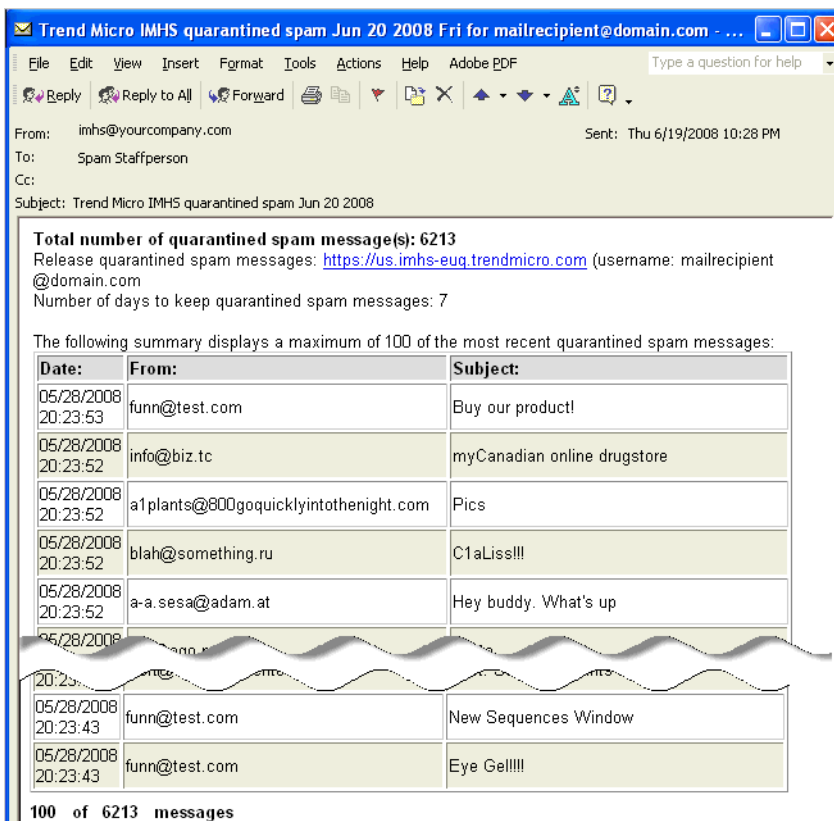 Trend Micro IMHS quarantined spam Jun 20 2008 Fri for mailrecipient@domain.com - ...
File Edit View Insert Format Tools Actions Help Adobe PDF Type a question for help
Reply Reply to All Forward
From: imhs@yourcompany.com Sent: Thu 6/19/2008 10:28 PM
To: Spam Staffperson
Cc:
Subject: Trend Micro IMHS quarantined spam Jun 20 2008
Total number of quarantined spam message(s): 6213
Release quarantined spam messages: https://us.imhs-euq.trendmicro.com (username: mailrecipient
@domain.com
Number of days to keep quarantined spam messages: 7
The following summary displays a maximum of 100 of the most recent quarantined spam messages:
Date: From: Subject:
05/28/2008
20:23:53 funn@test.com Buy our product!
05/28/2008
20:23:52 info@biz.tc myCanadian online drugstore
05/28/2008
20:23:52 a1plants@800goquicklyintothenight.com Pics
05/28/2008
20:23:52 blah@something.ru C1aLiss!!!
05/28/2008
20:23:52 a-a.sesa@adam.at Hey buddy. What's up
05/28/2008
05/28/2008
20:23:43 funn@test.com New Sequences Window
05/28/2008
20:23:43 funn@test.com Eye Gel!!!!
100 of 6213 messages